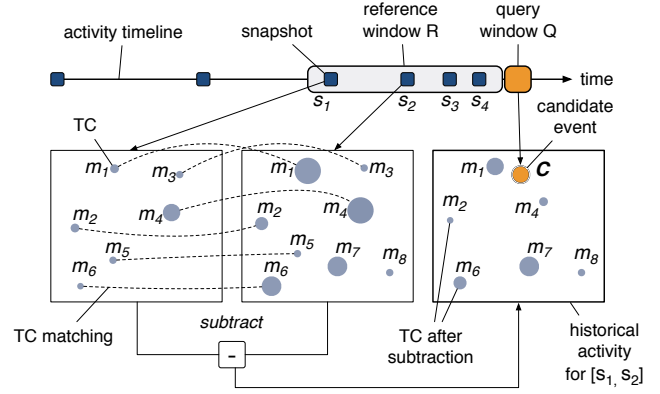 activity timeline
snapshot
reference
window R
query
window Q
time
s1
s2
s3
s4
TC
candidate
event
m1
m3
m1
m3
m1
C
m2
m4
m2
m4
m2
m4
m5
m5
m6
m6
m7
m8
m6
m7
m8
TC matching
subtract
-
TC after
subtraction
historical
activity
for [s1, s2]